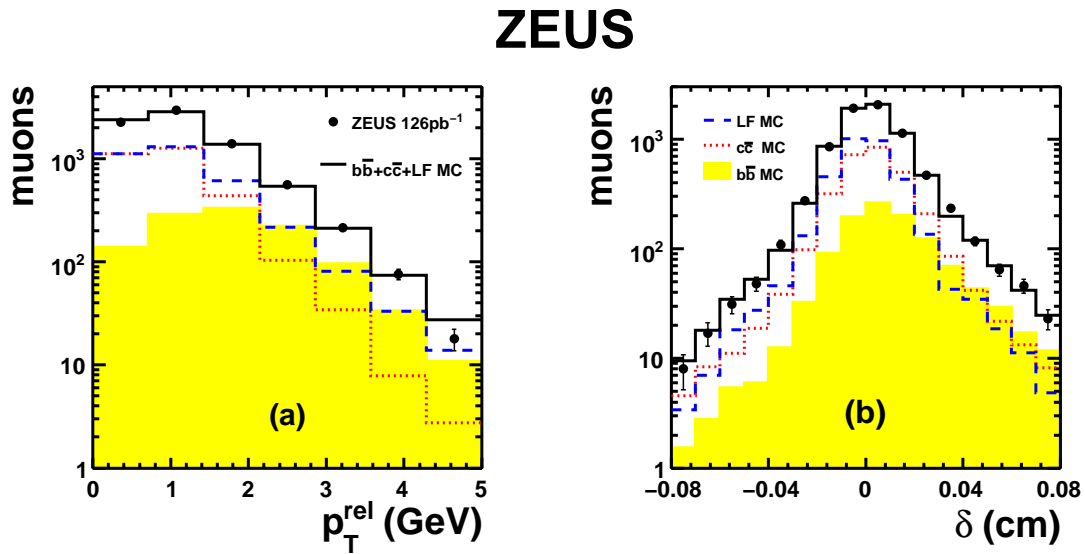 ZEUS
muons
10³
10²
10
1
0
1
2
3
4
5
p_T^rel (GeV)
ZEUS 126pb⁻¹
bb̅+cc̅+LF MC
(a)
muons
10³
10²
10
1
−0.08
−0.04
0
0.04
0.08
δ (cm)
LF MC
cc̅ MC
bb̅ MC
(b)